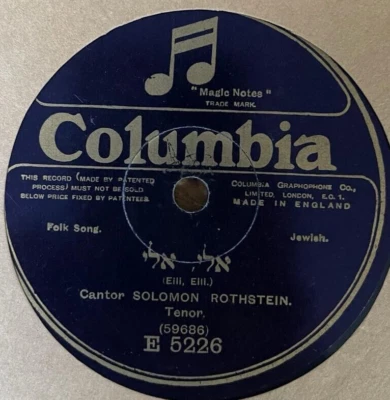 "Magic Notes"
TRADE MARK.
Columbia
THIS RECORD (MADE BY PATENTED
PROCESS) MUST NOT BE SOLD
BELOW PRICE FIXED BY PATENTEES
COLUMBIA GRAPHOPHONE CO.,
LIMITED, LONDON, E.C. 1.
MADE IN ENGLAND
Folk Song.
Jewish.
אלי, אלי
(Elli, Elli.)
Cantor SOLOMON ROTHSTEIN.
Tenor.
(59686)
E 5226